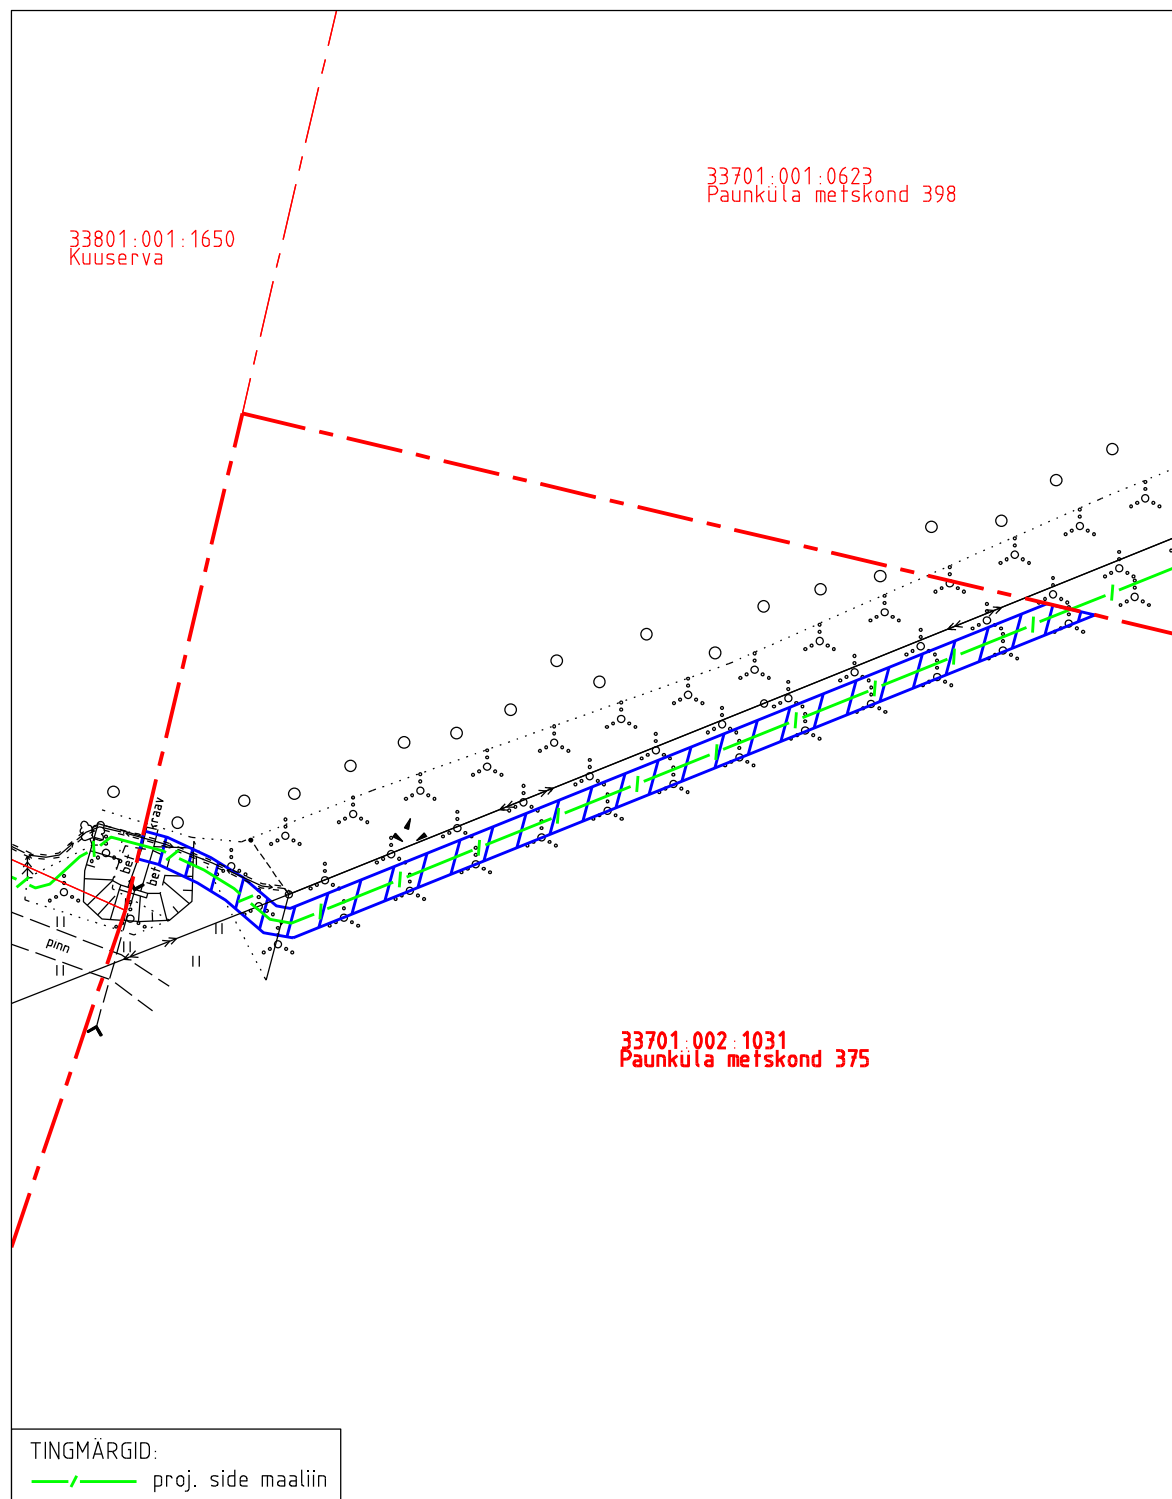 33701:001:0623
Paunküla metskond 398
33801:001:1650
Kuuserva
kraav
bet
bet
pinn
33701:002:1031
Paunküla metskond 375
TINGMÄRGID:
proj. side maaliin